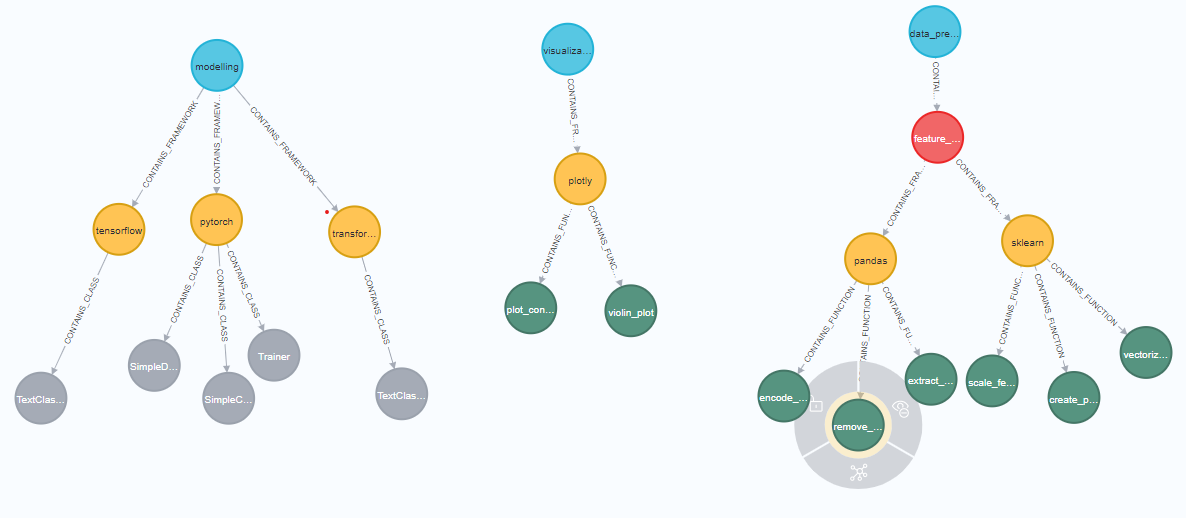 modelling
CONTAINS_FRAMEWORK
CONTAINS_FRAMEW...
CONTAINS_FRAMEWORK
tensorflow
pytorch
transfor...
CONTAINS_CLASS
CONTAINS_CLASS
CONTAINS_CLASS
CONTAINS_CLASS
CONTAINS_CLASS
TextClas...
SimpleD...
SimpleC...
Trainer
TextClas...
visualiza...
CONTAINS_FR...
plotly
CONTAINS_FUN...
CONTAINS_FUNC...
plot_con...
violin_plot
data_pre...
CONTAI...
feature_...
CONTAINS_FRA...
CONTAINS_FRA...
pandas
sklearn
CONTAINS_FUNCTION
AINS_FUNCTION
CONTAINS_FU...
CONTAINS_FUNC...
CONTAINS_FUNCTION
CONTAINS_FUNCTION
encode_...
remove_...
extract_...
scale_fe...
create_p...
vectoriz...